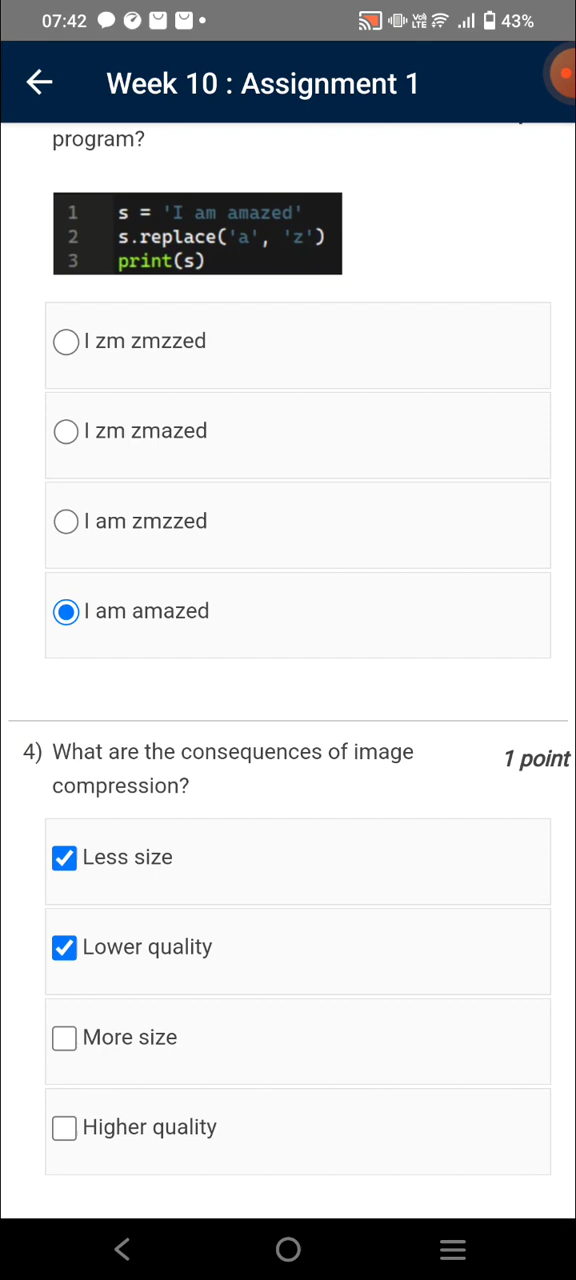 07:42 43%
Week 10 : Assignment 1
program?
1 s = 'I am amazed'
2 s.replace('a', 'z')
3 print(s)
I zm zmzzed
I zm zmazed
I am zmzzed
I am amazed
4) What are the consequences of image 1 point
compression?
Less size
Lower quality
More size
Higher quality